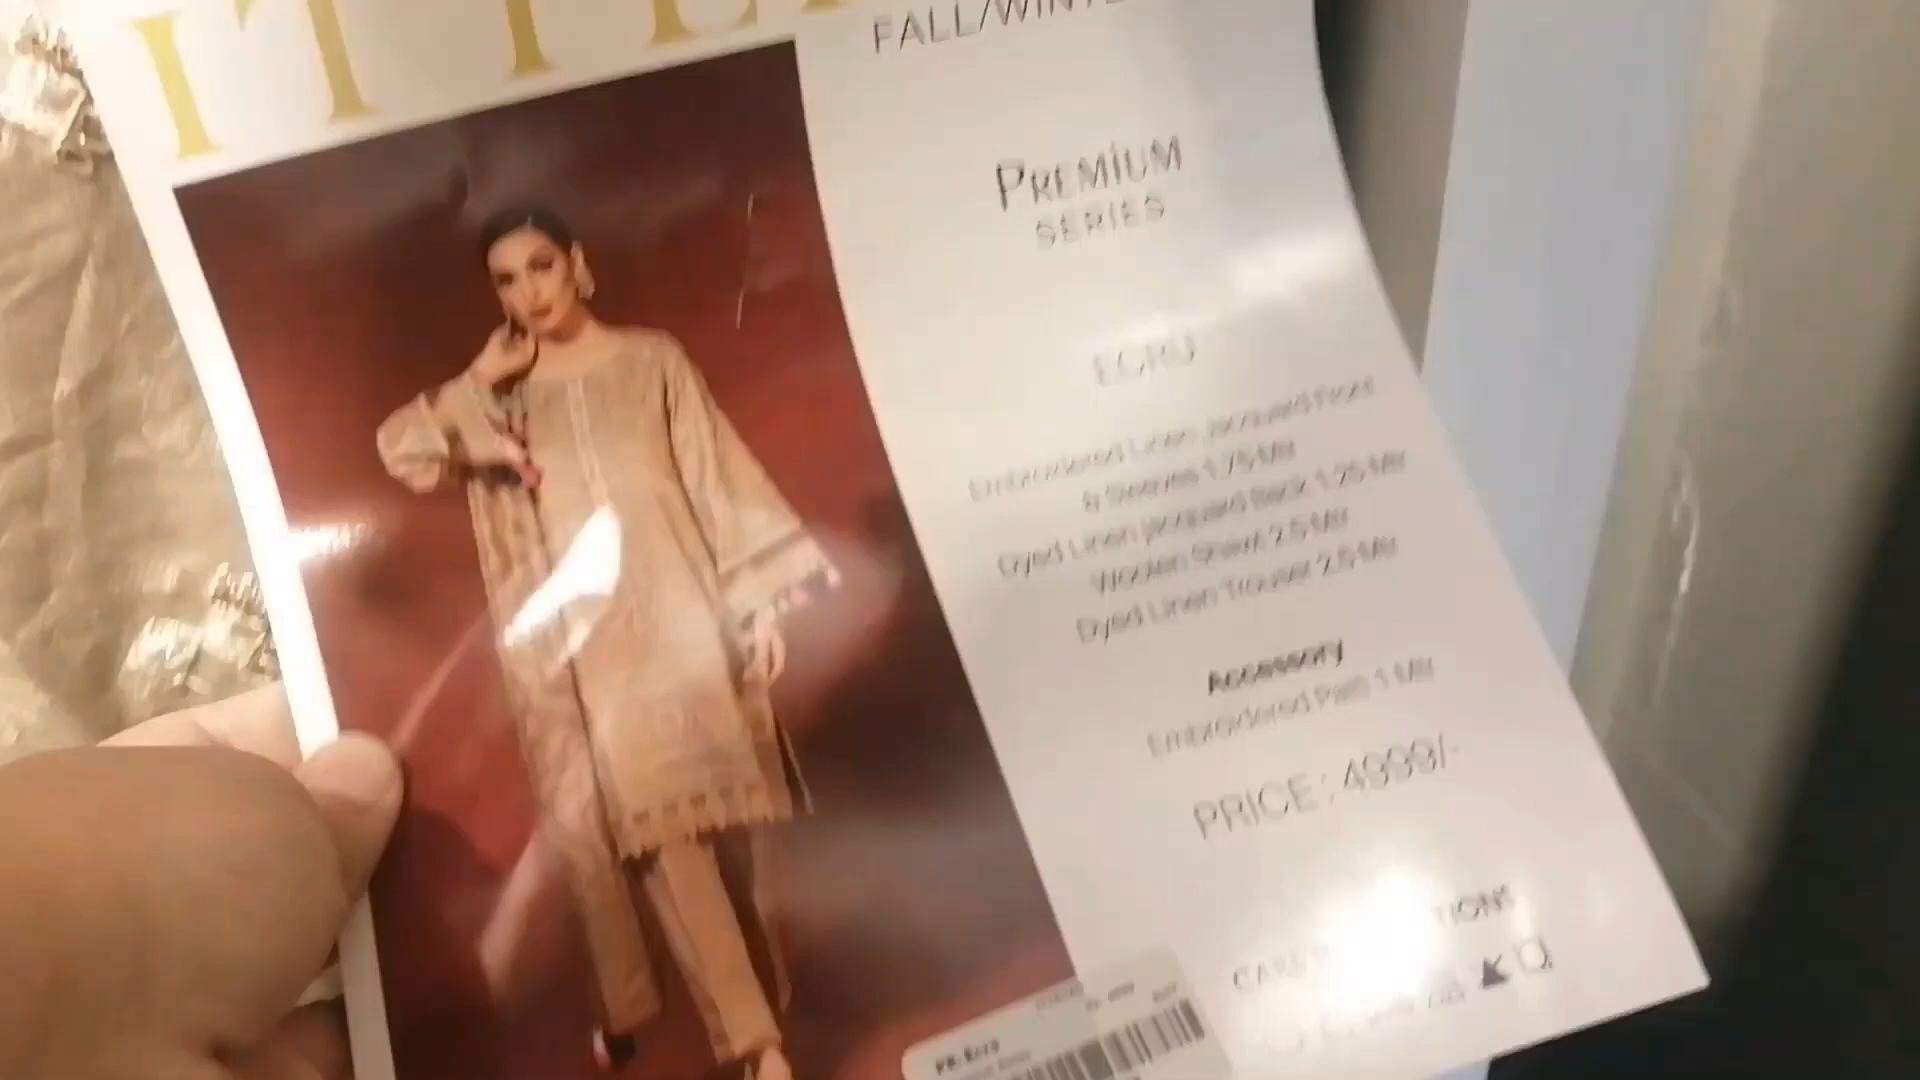 FALL/WINTE
PREMIUM
SERIES
ECRU
Embroidered Linen Jacquard Front
& Sleeves 1.75 Mtr
Dyed Linen Jacquard Back 1.25 Mtr
Woolen Shawl 2.5 Mtr
Dyed Linen Trouser 2.5 Mtr
Accessory
Embroidered Patti 1 Mtr
PRICE : 4999/-
PR-Ecru